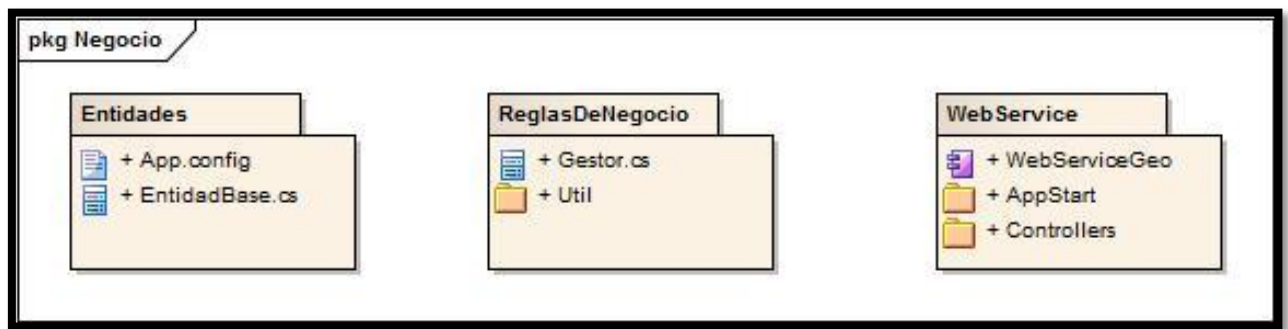 pkg Negocio
Entidades
+ App.config
+ EntidadBase.cs
ReglasDeNegocio
+ Gestor.cs
+ Util
WebService
+ WebServiceGeo
+ AppStart
+ Controllers